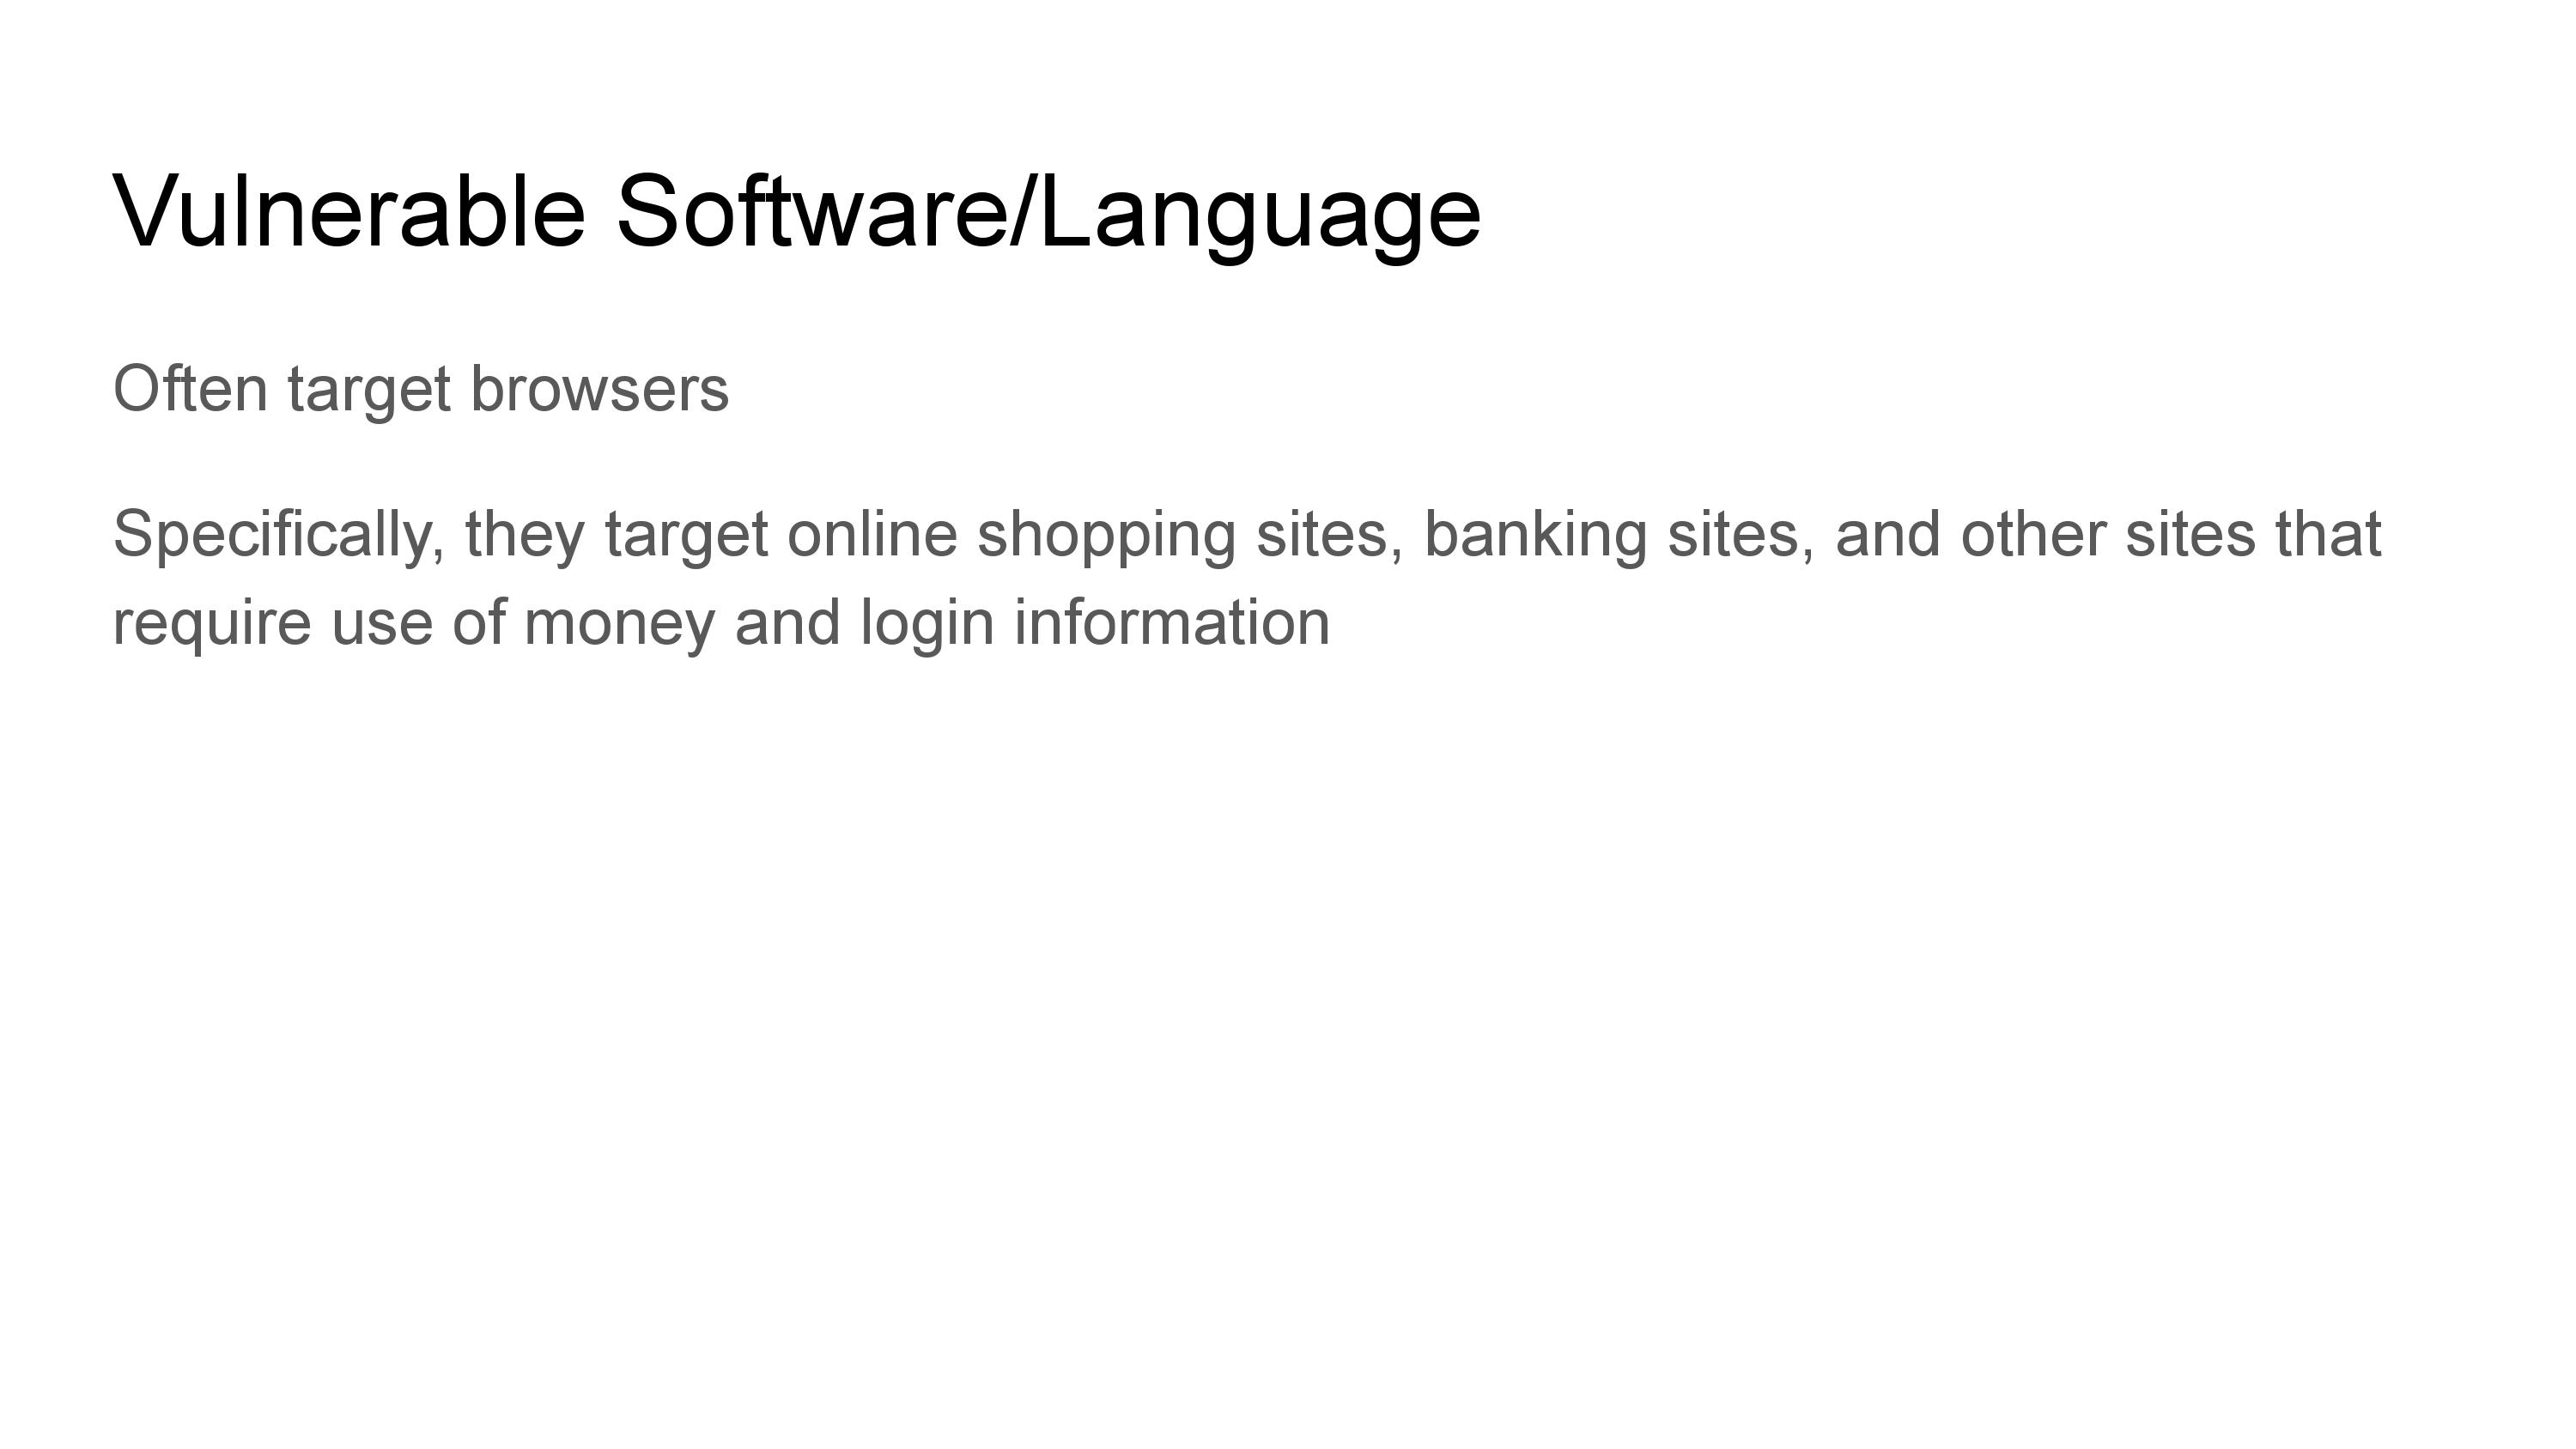 Vulnerable Software/Language
Often target browsers
Specifically, they target online shopping sites, banking sites, and other sites that
require use of money and login information